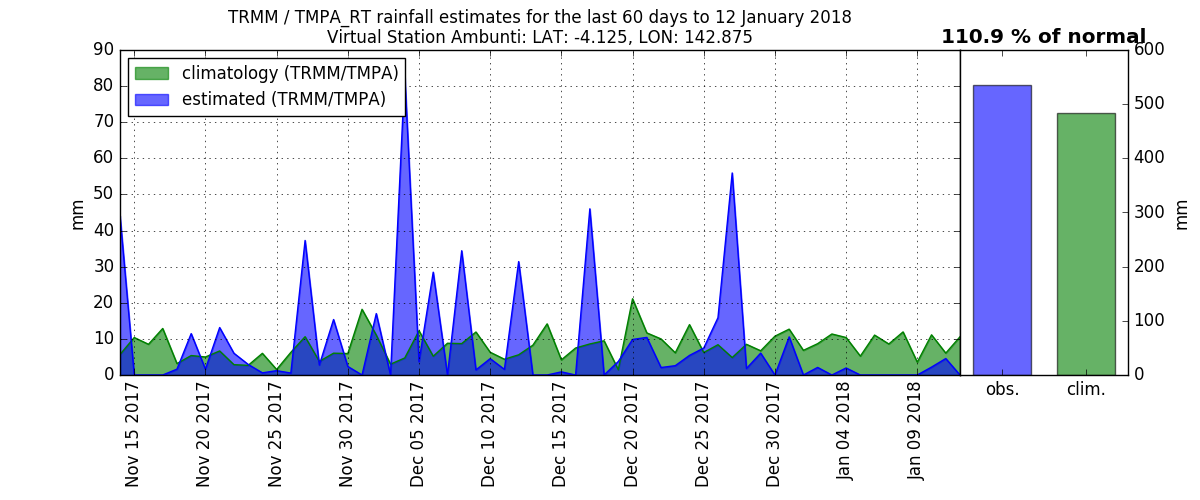 TRMM / TMPA_RT rainfall estimates for the last 60 days to 12 January 2018
Virtual Station Ambunti: LAT: -4.125, LON: 142.875
110.9 % of normal
climatology (TRMM/TMPA)
estimated (TRMM/TMPA)
mm
90
80
70
60
50
40
30
20
10
0
Nov 15 2017
Nov 20 2017
Nov 25 2017
Nov 30 2017
Dec 05 2017
Dec 10 2017
Dec 15 2017
Dec 20 2017
Dec 25 2017
Dec 30 2017
Jan 04 2018
Jan 09 2018
600
500
400
300
200
100
0
mm
obs.
clim.